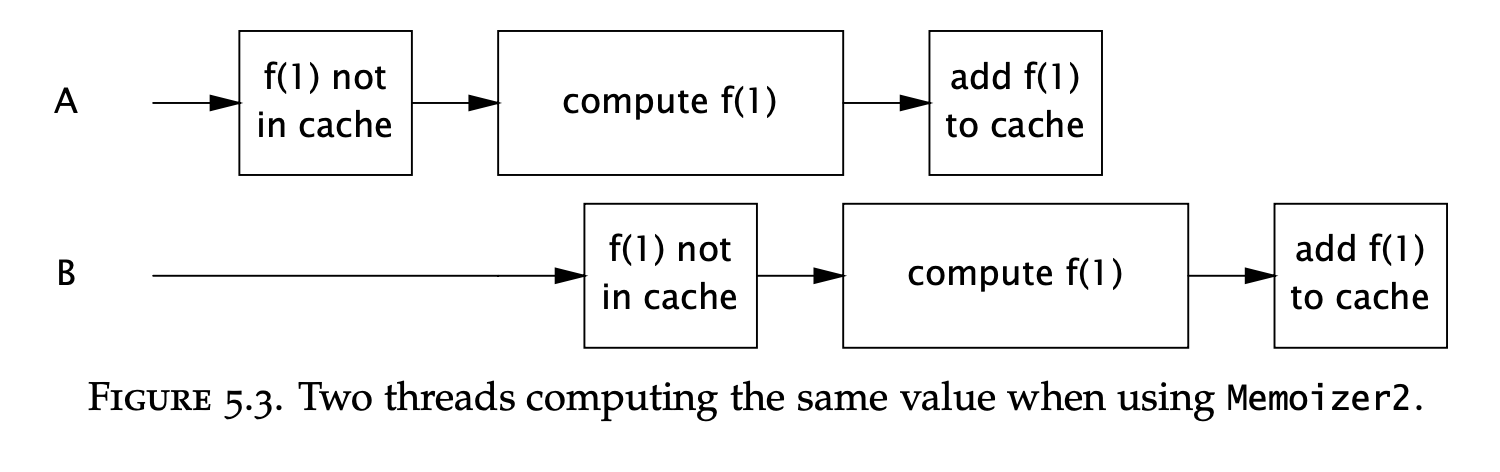 A
f(1) not
in cache
compute f(1)
add f(1)
to cache
B
f(1) not
in cache
compute f(1)
add f(1)
to cache
FIGURE 5.3. Two threads computing the same value when using Memoizer2.